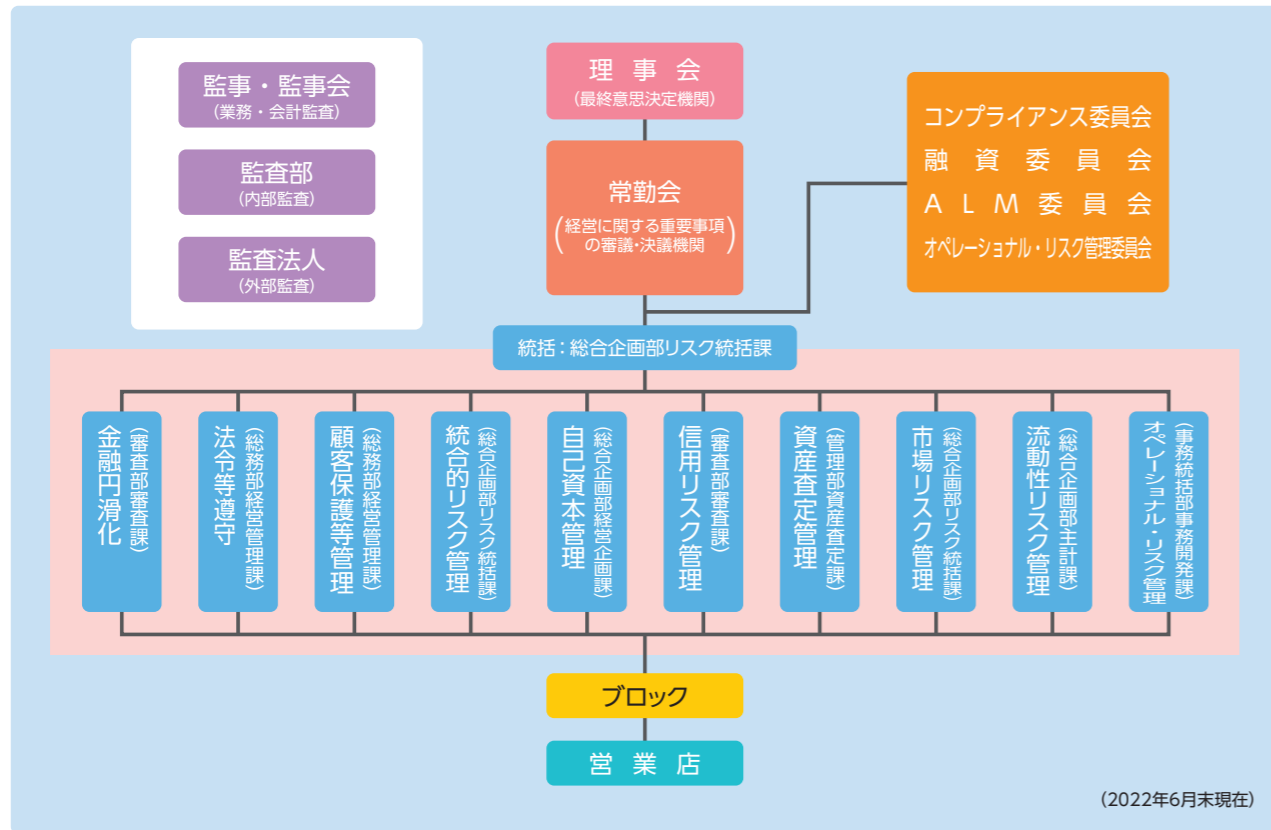 監事・監事会
(業務・会計監査)
監査部
(内部監査)
監査法人
(外部監査)
理事会
(最終意思決定機関)
常勤会
(経営に関する重要事項
の審議・決議機関)
コンプライアンス委員会
融資委員会
ALM委員会
オペレーショナル・リスク管理委員会
統括：総合企画部リスク統括課
金融円滑化
(審査部審査課)
法令等遵守
(総務部経営管理課)
顧客保護等管理
(総務部経営管理課)
統合的リスク管理
(総合企画部リスク統括課)
自己資本管理
(総合企画部経営企画課)
信用リスク管理
(審査部審査課)
資産査定管理
(管理部資産査定課)
市場リスク管理
(総合企画部リスク統括課)
流動性リスク管理
(総合企画部主計課)
オペレーショナル・リスク管理
(事務統括部事務開発課)
ブロック
営業店
(2022年6月末現在)